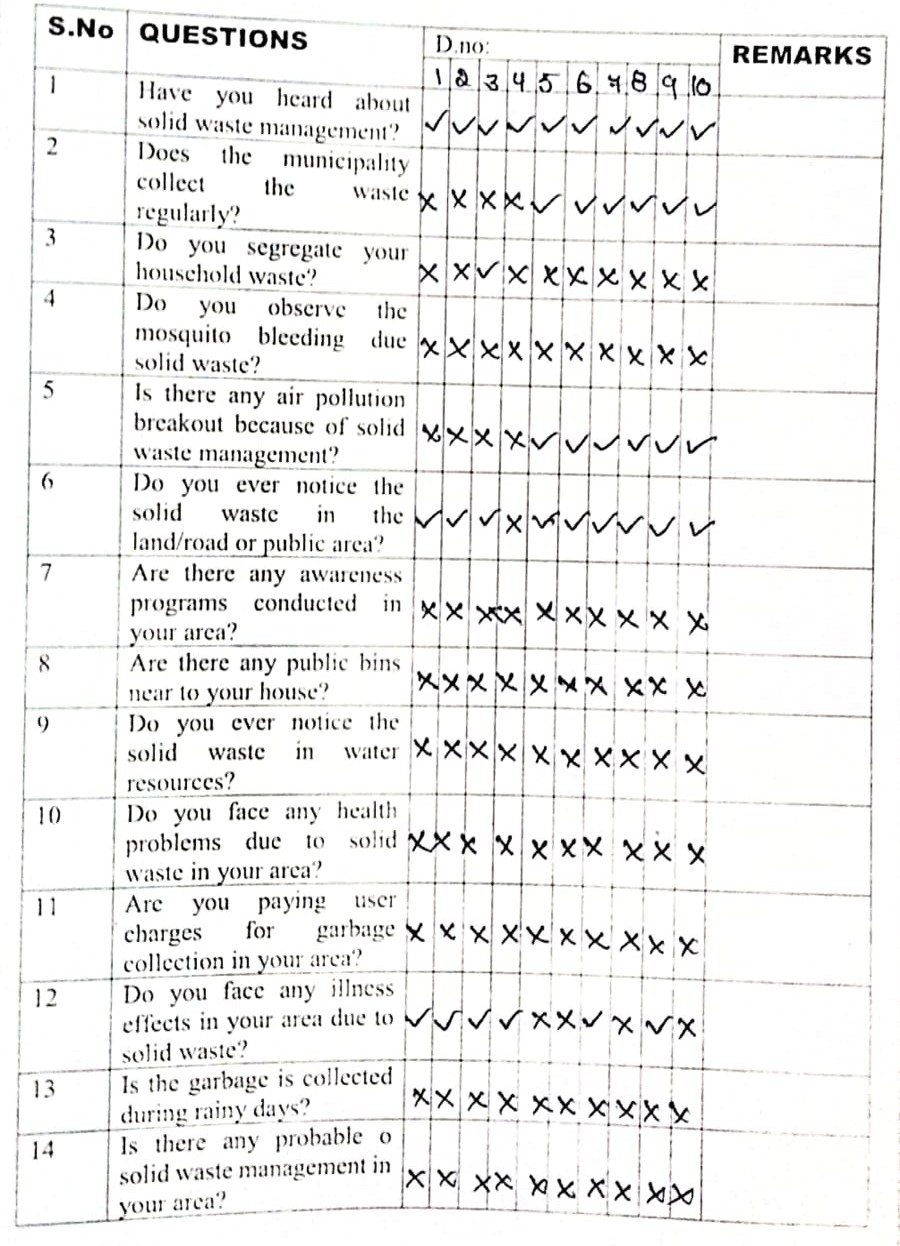 S.No QUESTIONS D.no: REMARKS
1 2 3 4 5 6 7 8 9 10
1 Have you heard about
solid waste management? ✓ ✓ ✓ ✓ ✓ ✓ ✓ ✓ ✓ ✓
2 Does the municipality
collect the waste x x x x ✓ ✓ ✓ ✓ ✓ ✓
regularly?
3 Do you segregate your
household waste? x x ✓ x x x x x x x
4 Do you observe the
mosquito bleeding due x x x x x x x x x x
solid waste?
5 Is there any air pollution
breakout because of solid x x x x ✓ ✓ ✓ ✓ ✓ ✓
waste management?
6 Do you ever notice the
solid waste in the ✓ ✓ ✓ x ✓ ✓ ✓ ✓ ✓ ✓
land/road or public area?
7 Are there any awareness
programs conducted in x x x x x x x x x x
your area?
8 Are there any public bins
near to your house? x x x x x x x x x x
9 Do you ever notice the
solid waste in water x x x x x x x x x x
resources?
10 Do you face any health
problems due to solid x x x x x x x x x x
waste in your area?
11 Are you paying user
charges for garbage x x x x x x x x x x
collection in your area?
12 Do you face any illness
effects in your area due to ✓ ✓ ✓ ✓ x x ✓ x ✓ x
solid waste?
13 Is the garbage is collected
during rainy days? x x x x x x x x x x
14 Is there any probable o
solid waste management in x x x x x x x x x x
your area?